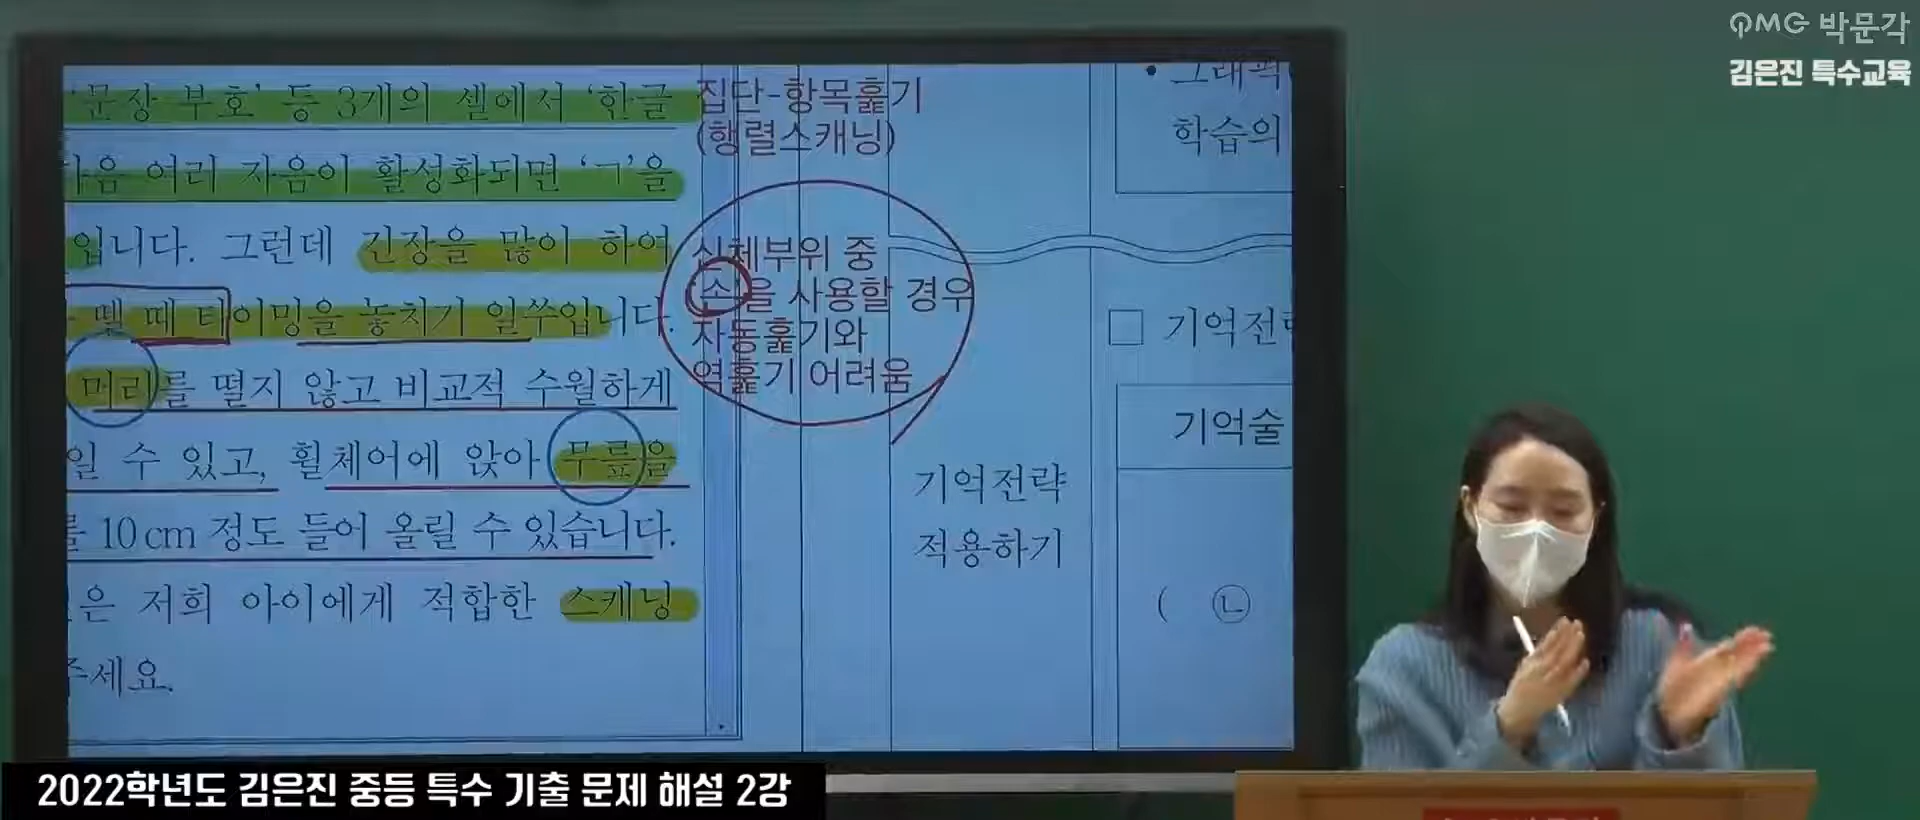 PMG 박문각
김은진 특수교육
‘문장 부호’ 등 3개의 셀에서 ‘한글
다음 여러 자음이 활성화되면 ‘ㄱ’을
입니다. 그런데 긴장을 많이 하여
뗄 때 타이밍을 놓치기 일쑤입니다.
머리를 떨지 않고 비교적 수월하게
일 수 있고, 휠체어에 앉아 무릎을
를 10 cm 정도 들어 올릴 수 있습니다.
은 저희 아이에게 적합한 스캐닝
주세요.
집단-항목훑기
(행렬스캐닝)
신체부위 중
‘손’을 사용할 경우
자동훑기와
역훑기 어려움
기억전략
적용하기
• 그래픽
학습의
□ 기억전략
기억술
( ㉡
2022학년도 김은진 중등 특수 기출 문제 해설 2강